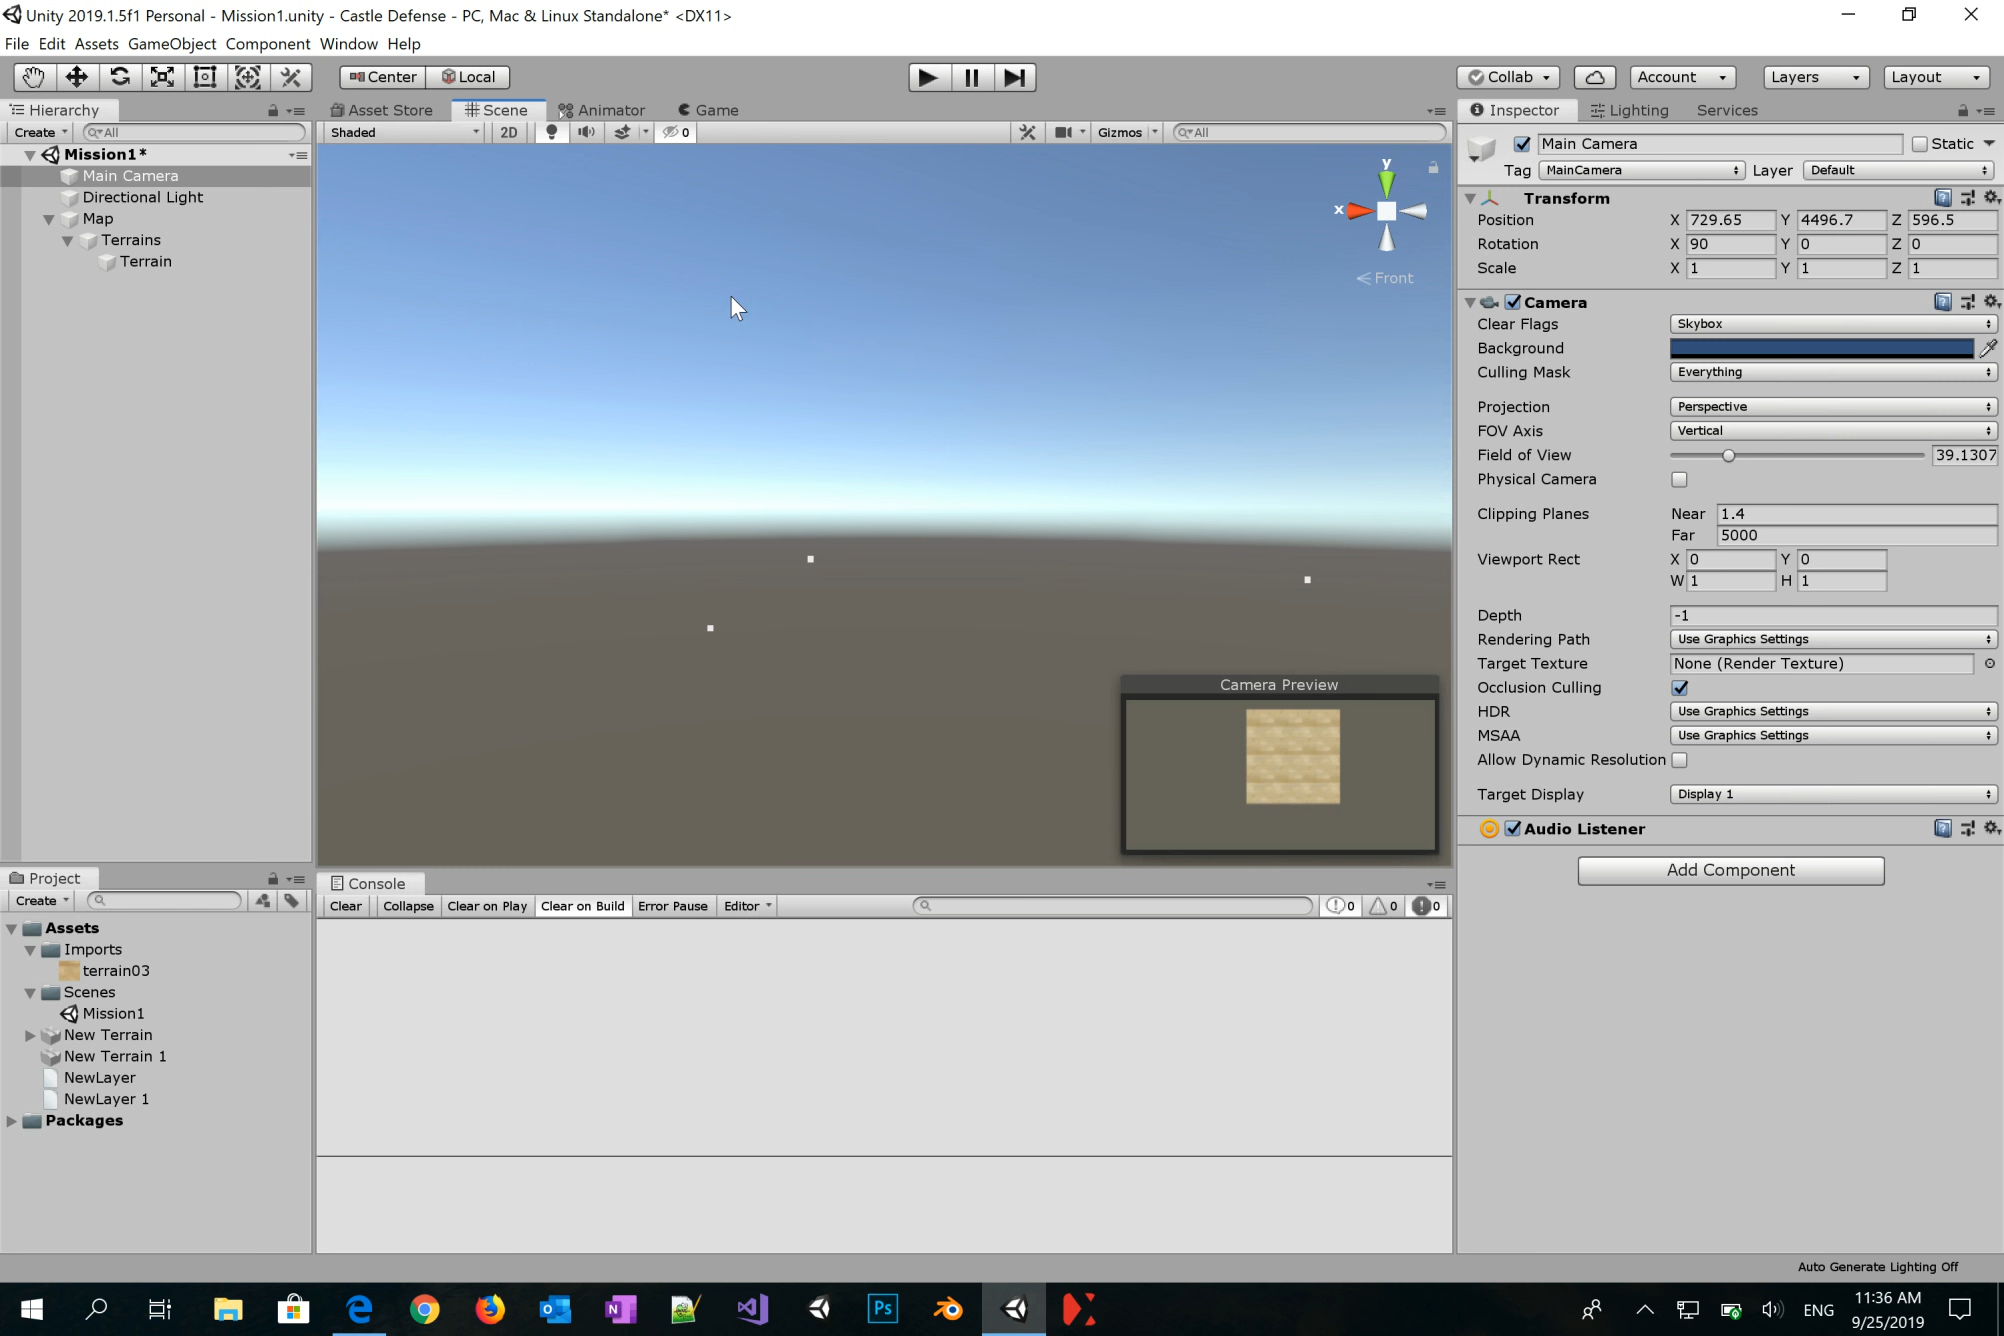 Unity 2019.1.5f1 Personal - Mission1.unity - Castle Defense - PC, Mac & Linux Standalone* <DX11>
File Edit Assets GameObject Component Window Help
Center Local
Collab Account Layers Layout
Hierarchy
Create All
Mission1*
Main Camera
Directional Light
Map
Terrains
Terrain
Asset Store Scene Animator Game
Shaded 2D 0 Gizmos All
y
x
Front
Camera Preview
Inspector Lighting Services
Main Camera Static
Tag MainCamera Layer Default
Transform
Position X 729.65 Y 4496.7 Z 596.5
Rotation X 90 Y 0 Z 0
Scale X 1 Y 1 Z 1
Camera
Clear Flags Skybox
Background
Culling Mask Everything
Projection Perspective
FOV Axis Vertical
Field of View 39.1307
Physical Camera
Clipping Planes Near 1.4
Far 5000
Viewport Rect X 0 Y 0
W 1 H 1
Depth -1
Rendering Path Use Graphics Settings
Target Texture None (Render Texture)
Occlusion Culling
HDR Use Graphics Settings
MSAA Use Graphics Settings
Allow Dynamic Resolution
Target Display Display 1
Audio Listener
Add Component
Project
Create
Assets
Imports
terrain03
Scenes
Mission1
New Terrain
New Terrain 1
NewLayer
NewLayer 1
Packages
Console
Clear Collapse Clear on Play Clear on Build Error Pause Editor 0 0 0
Auto Generate Lighting Off
Ps
ENG
11:36 AM
9/25/2019